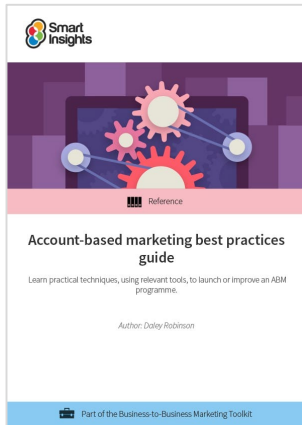 Smart
Insights
Reference
Account-based marketing best practices
guide
Learn practical techniques, using relevant tools, to launch or improve an ABM
programme.
Author: Daley Robinson
Part of the Business-to-Business Marketing Toolkit